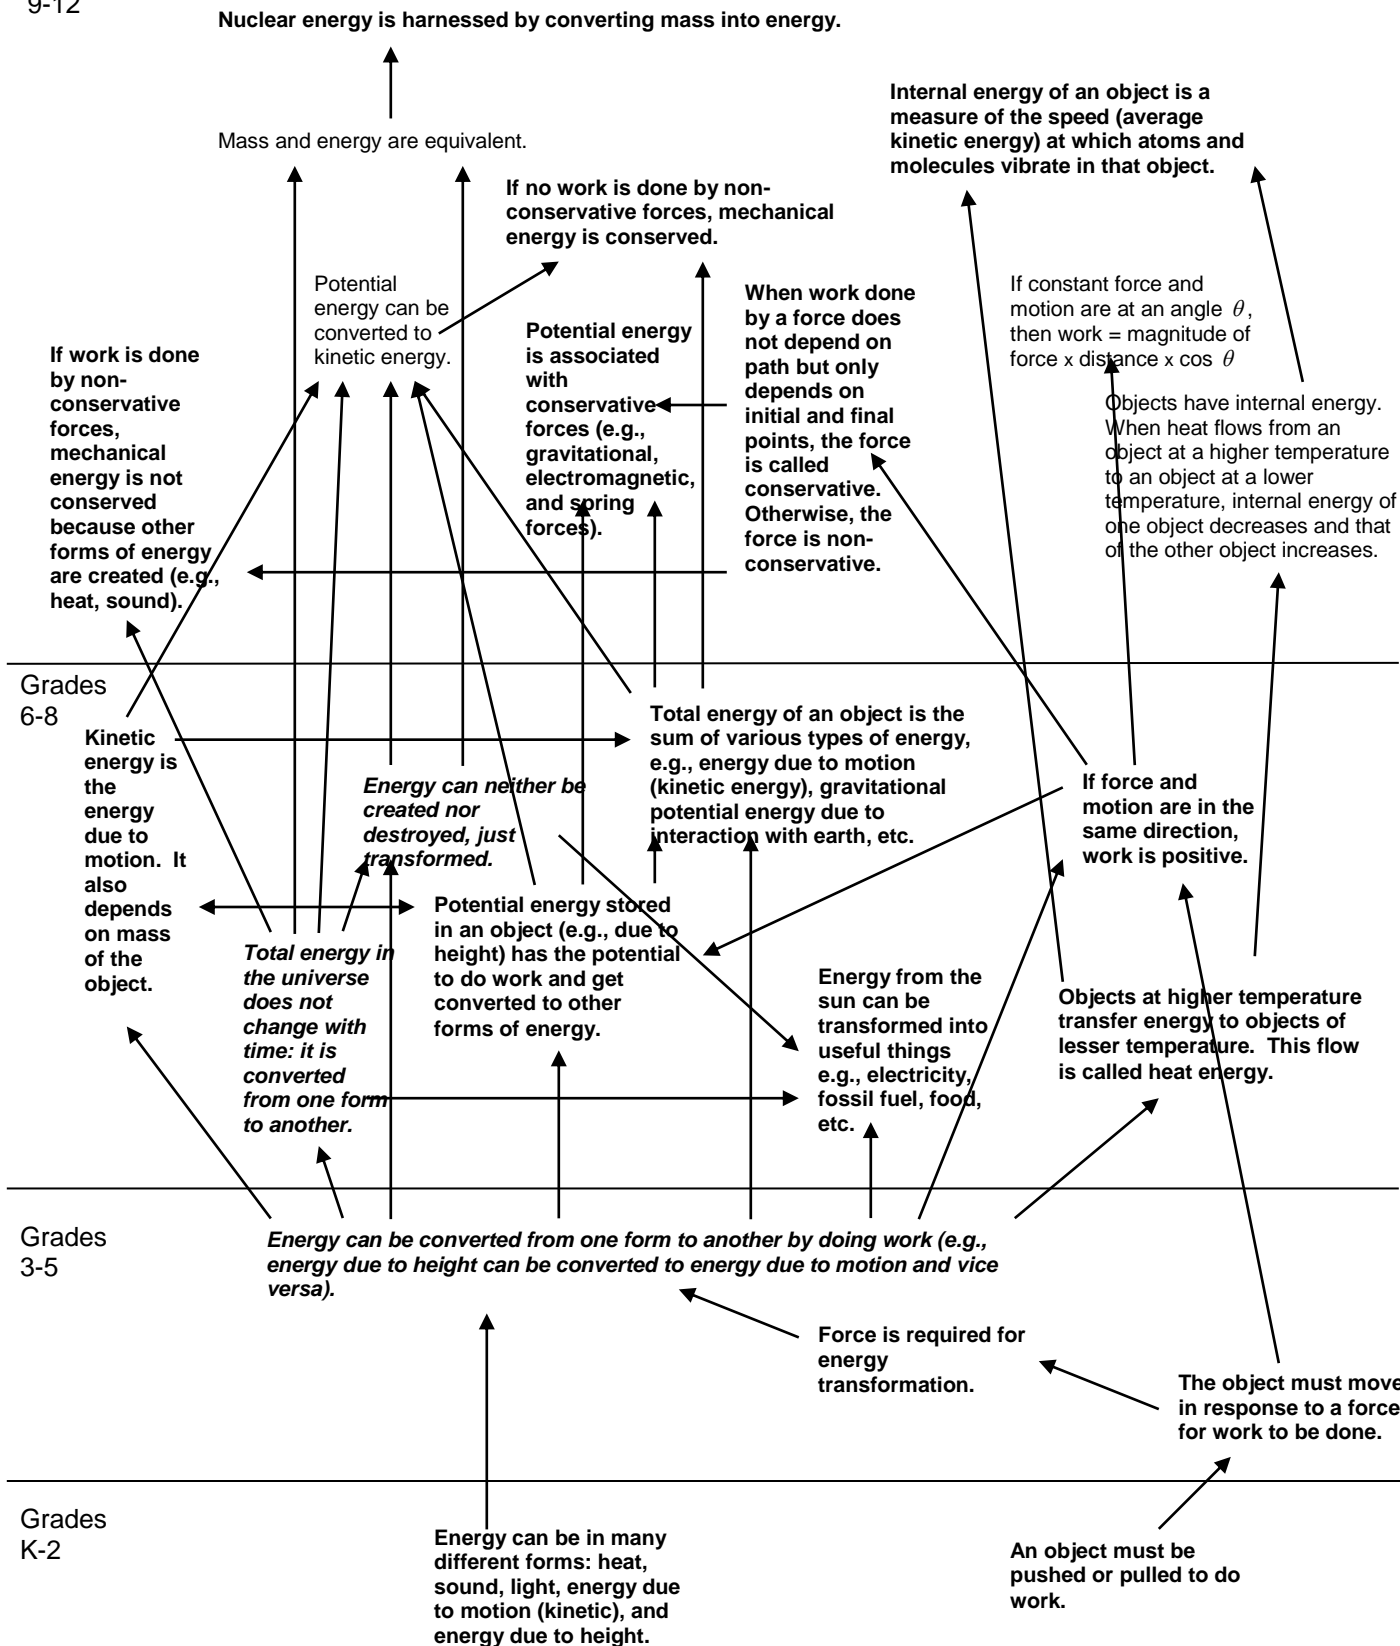 9-12
Nuclear energy is harnessed by converting mass into energy.
Internal energy of an object is a
measure of the speed (average
kinetic energy) at which atoms and
molecules vibrate in that object.
Mass and energy are equivalent.
If no work is done by non-
conservative forces, mechanical
energy is conserved.
Potential
energy can be
converted to
kinetic energy.
If constant force and
motion are at an angle θ,
then work = magnitude of
force x distance x cos θ
When work done
by a force does
not depend on
path but only
depends on
initial and final
points, the force
is called
conservative.
Otherwise, the
force is non-
conservative.
Potential energy
is associated
with
conservative
forces (e.g.,
gravitational,
electromagnetic,
and spring
forces).
If work is done
by non-
conservative
forces,
mechanical
energy is not
conserved
because other
forms of energy
are created (e.g.,
heat, sound).
Objects have internal energy.
When heat flows from an
object at a higher temperature
to an object at a lower
temperature, internal energy of
one object decreases and that
of the other object increases.
Grades
6-8
Kinetic
energy is
the
energy
due to
motion. It
also
depends
on mass
of the
object.
Total energy of an object is the
sum of various types of energy,
e.g., energy due to motion
(kinetic energy), gravitational
potential energy due to
interaction with earth, etc.
Energy can neither be
created nor
destroyed, just
transformed.
If force and
motion are in the
same direction,
work is positive.
Potential energy stored
in an object (e.g., due to
height) has the potential
to do work and get
converted to other
forms of energy.
Total energy in
the universe
does not
change with
time: it is
converted
from one form
to another.
Energy from the
sun can be
transformed into
useful things
e.g., electricity,
fossil fuel, food,
etc.
Objects at higher temperature
transfer energy to objects of
lesser temperature. This flow
is called heat energy.
Grades
3-5
Energy can be converted from one form to another by doing work (e.g.,
energy due to height can be converted to energy due to motion and vice
versa).
Force is required for
energy
transformation.
The object must move
in response to a force
for work to be done.
Grades
K-2
Energy can be in many
different forms: heat,
sound, light, energy due
to motion (kinetic), and
energy due to height.
An object must be
pushed or pulled to do
work.